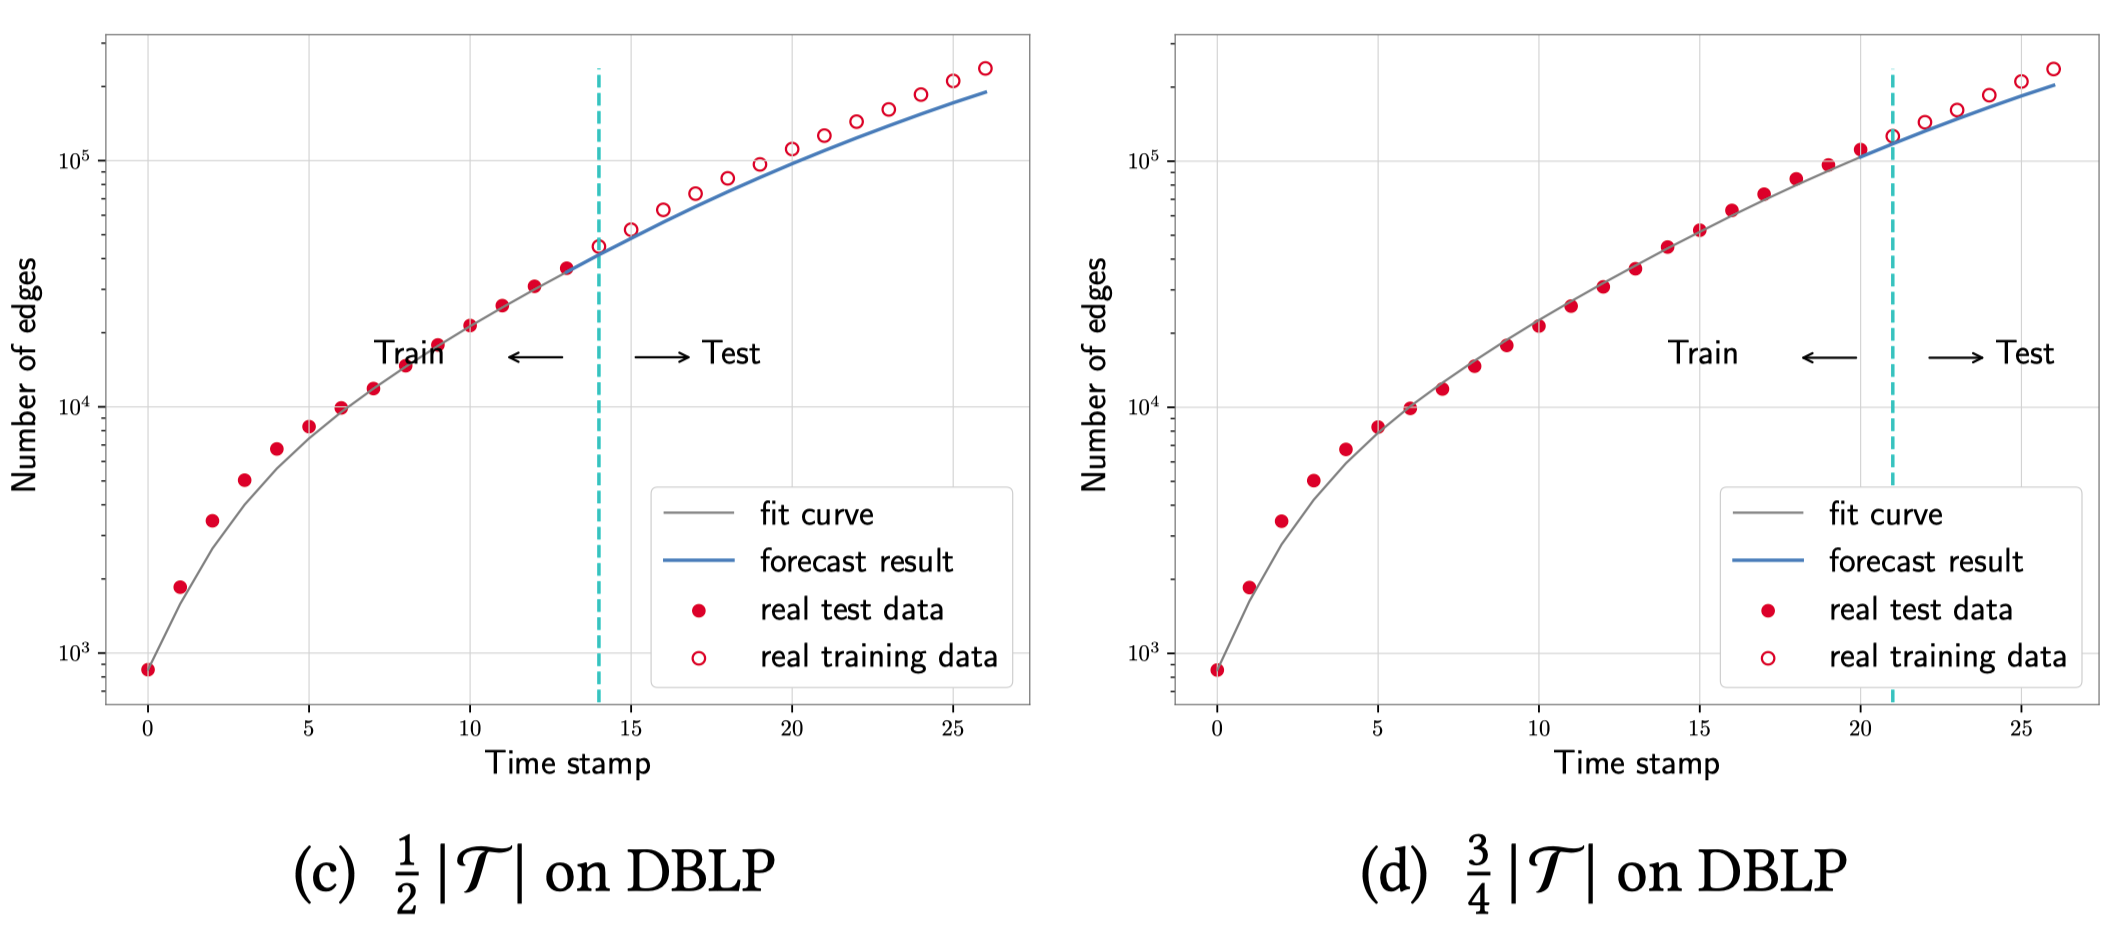 Number of edges
10^5
10^4
10^3
Train
Test
fit curve
forecast result
real test data
real training data
0 5 10 15 20 25
Time stamp
(c) 1/2 |𝒯| on DBLP
Number of edges
10^5
10^4
10^3
Train
Test
fit curve
forecast result
real test data
real training data
0 5 10 15 20 25
Time stamp
(d) 3/4 |𝒯| on DBLP